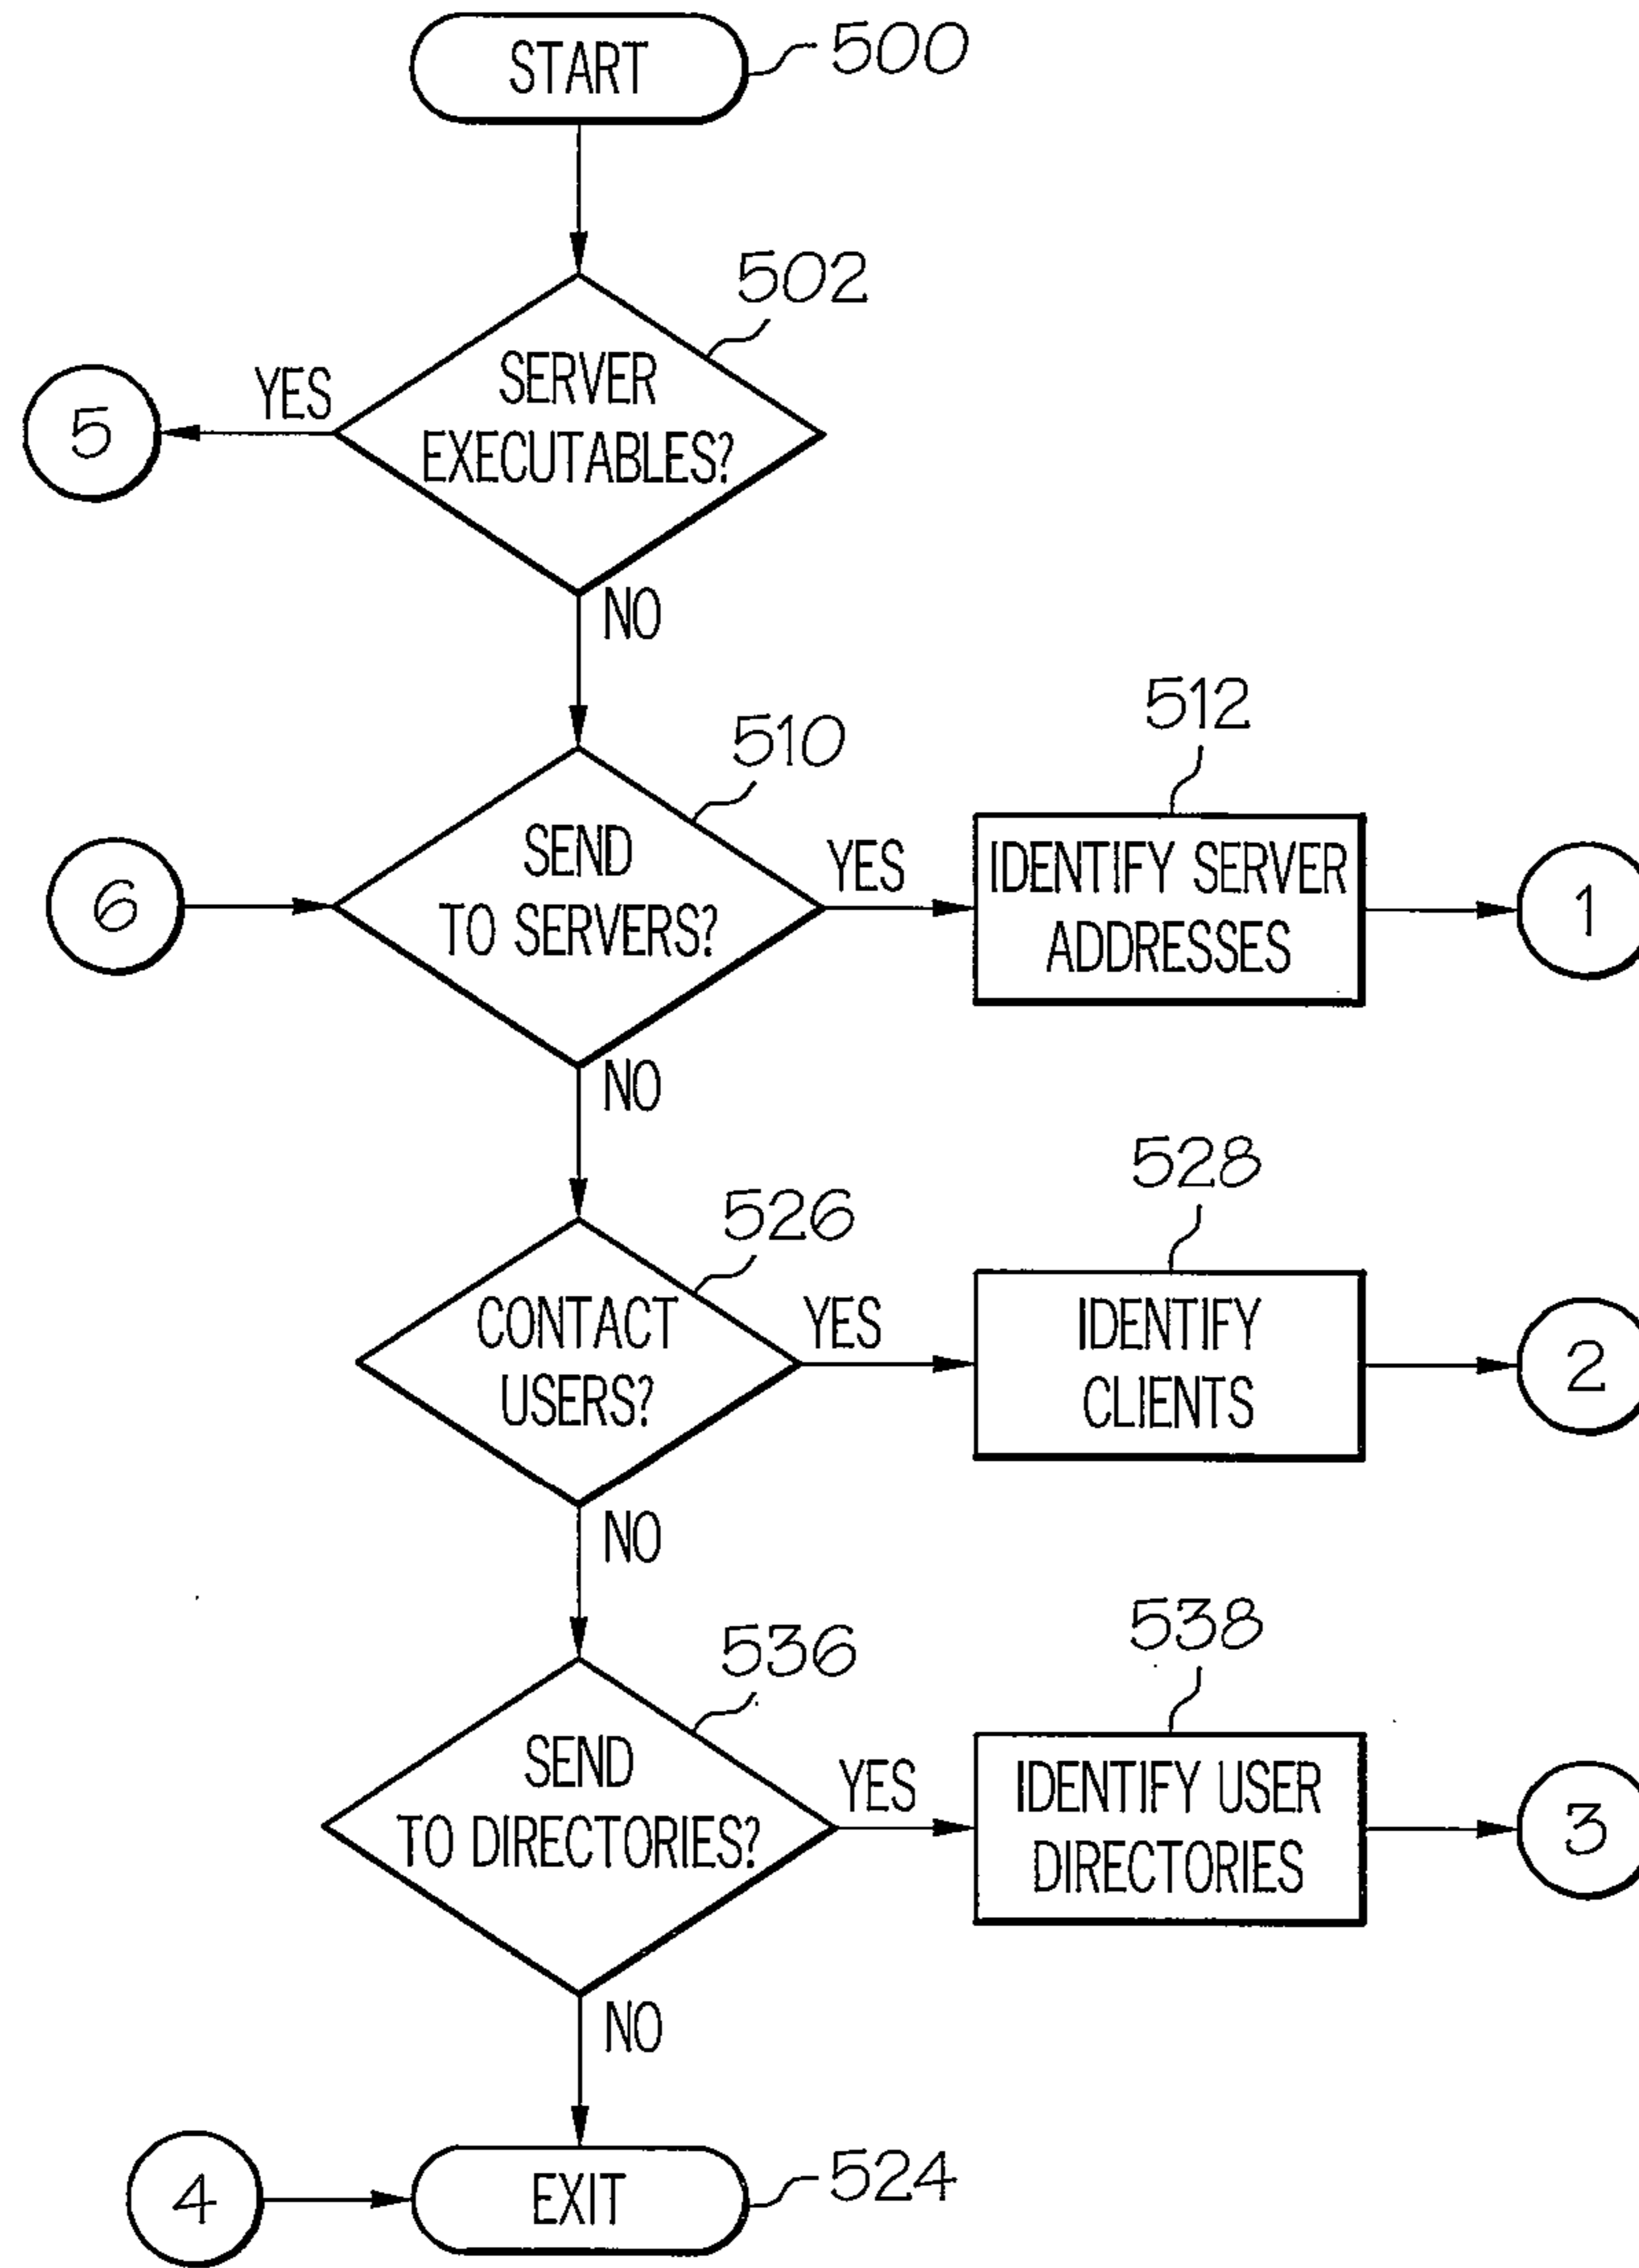 START
500
502
SERVER
EXECUTABLES?
YES
5
NO
510
512
SEND
TO SERVERS?
YES
IDENTIFY SERVER
ADDRESSES
6
1
NO
526
528
CONTACT
USERS?
YES
IDENTIFY
CLIENTS
2
NO
536
538
SEND
TO DIRECTORIES?
YES
IDENTIFY USER
DIRECTORIES
3
NO
4
EXIT
524